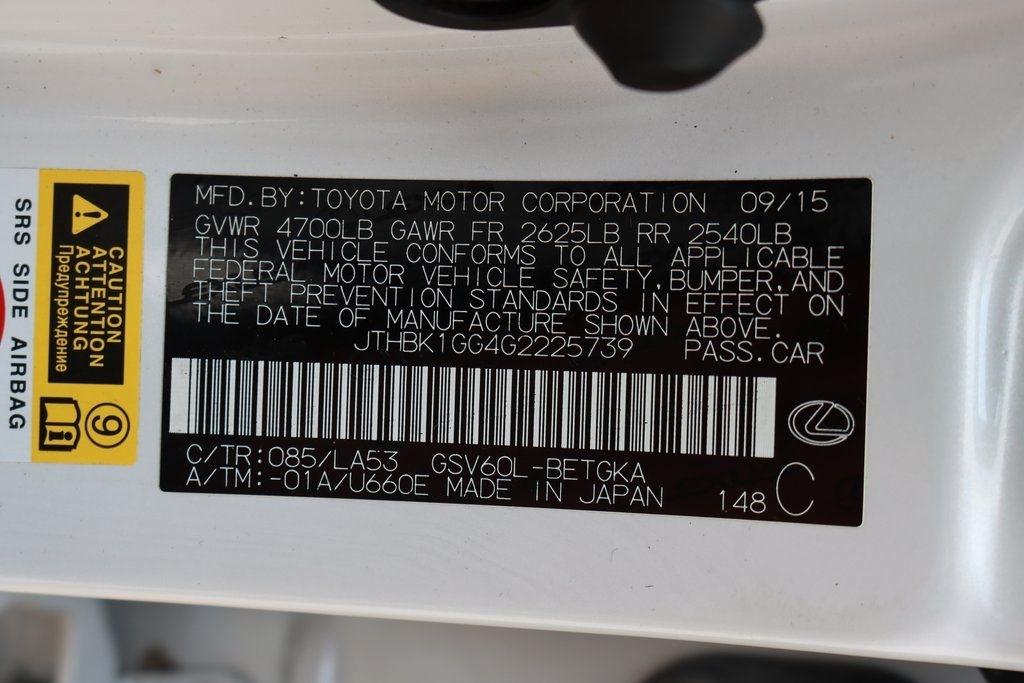 MFD.BY:TOYOTA MOTOR CORPORATION 09/15
GVWR 4700LB GAWR FR 2625LB RR 2540LB
THIS VEHICLE CONFORMS TO ALL APPLICABLE
FEDERAL MOTOR VEHICLE SAFETY,BUMPER,AND
THEFT PREVENTION STANDARDS IN EFFECT ON
THE DATE OF MANUFACTURE SHOWN ABOVE.
JTHBK1GG4G2225739 PASS.CAR
C/TR:085/LA53 GSV60L-BETGKA
A/TM:-01A/U660E MADE IN JAPAN 148 C
CAUTION
ATTENTION
ACHTUNG
Предупреждение
9
SRS SIDE AIRBAG